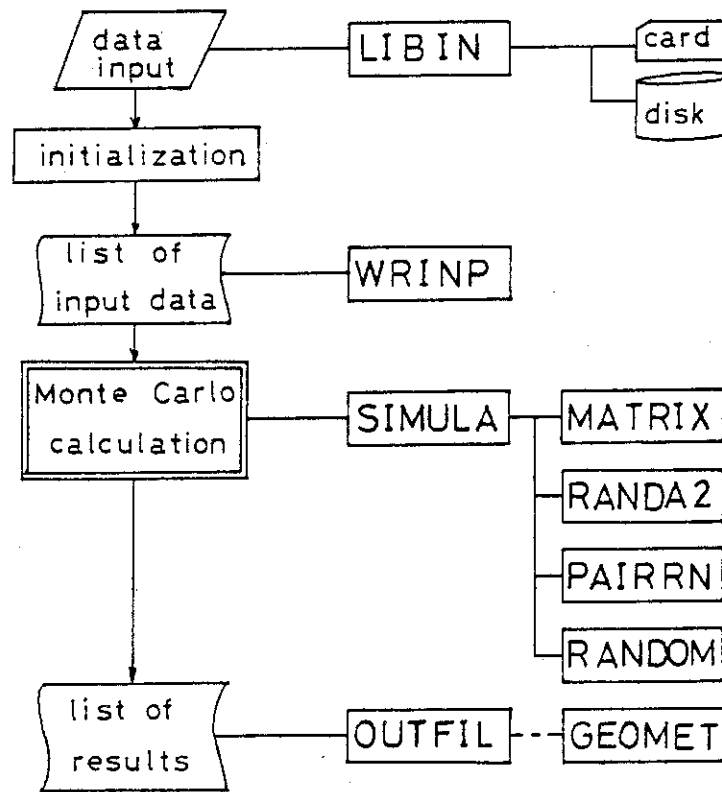 data
input
LIBIN
card
disk
initialization
list of
input data
WRINP
Monte Carlo
calculation
SIMULA
MATRIX
RANDA2
PAIRRN
RANDOM
list of
results
OUTFIL
GEOMET